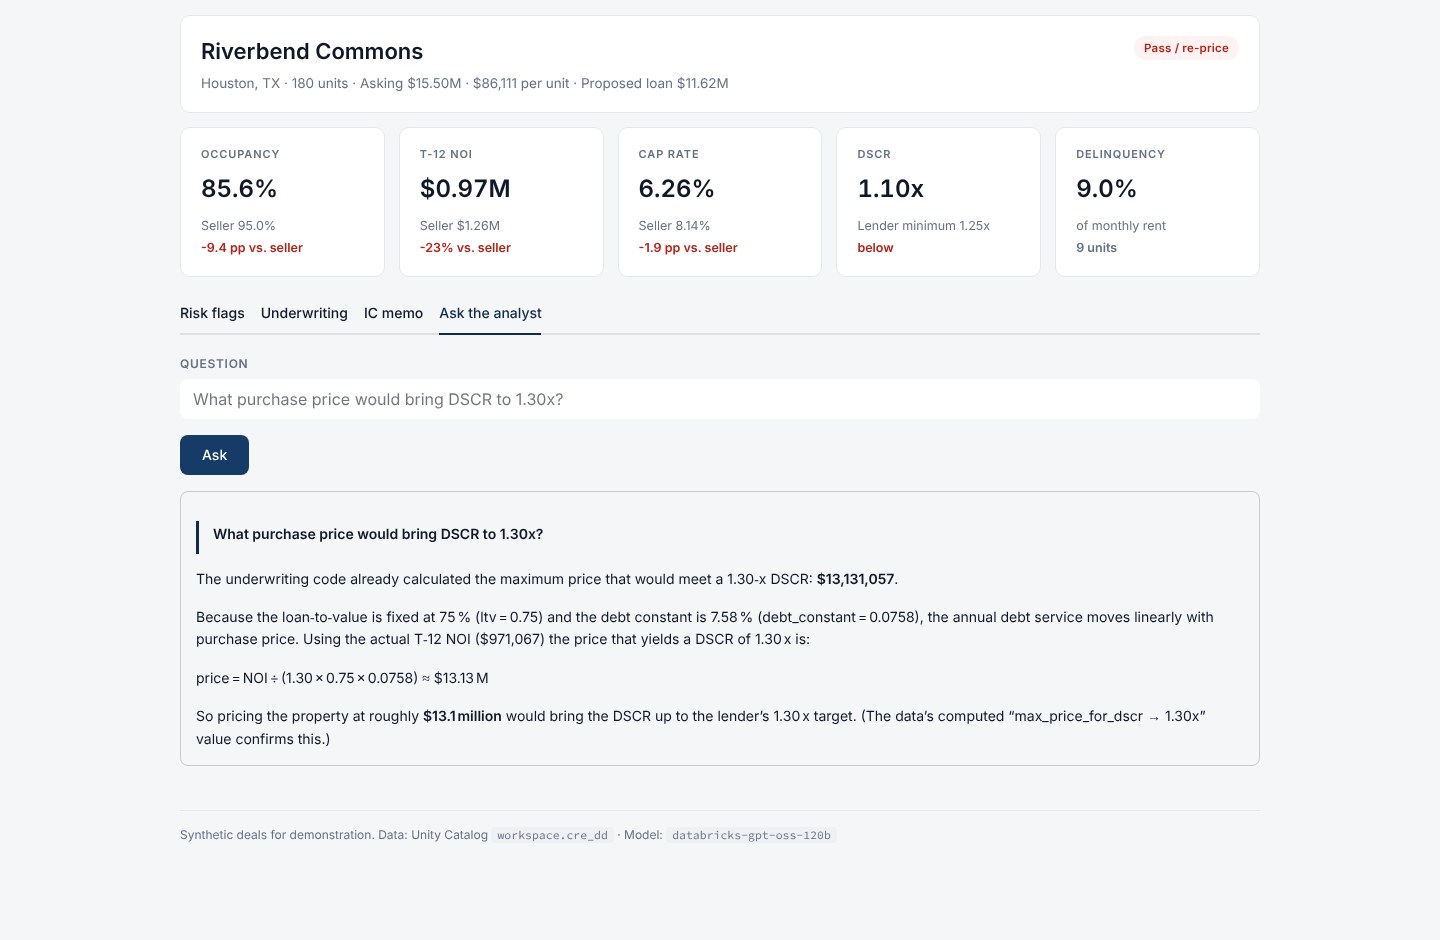 Riverbend Commons
Pass / re-price
Houston, TX · 180 units · Asking $15.50M · $86,111 per unit · Proposed loan $11.62M
OCCUPANCY
85.6%
Seller 95.0%
-9.4 pp vs. seller
T-12 NOI
$0.97M
Seller $1.26M
-23% vs. seller
CAP RATE
6.26%
Seller 8.14%
-1.9 pp vs. seller
DSCR
1.10x
Lender minimum 1.25x
below
DELINQUENCY
9.0%
of monthly rent
9 units
Risk flags Underwriting IC memo Ask the analyst
QUESTION
What purchase price would bring DSCR to 1.30x?
Ask
What purchase price would bring DSCR to 1.30x?
The underwriting code already calculated the maximum price that would meet a 1.30‑x DSCR: $13,131,057.
Because the loan‑to‑value is fixed at 75 % (ltv = 0.75) and the debt constant is 7.58 % (debt_constant = 0.0758), the annual debt service moves linearly with
purchase price. Using the actual T‑12 NOI ($971,067) the price that yields a DSCR of 1.30 x is:
price = NOI ÷ (1.30 × 0.75 × 0.0758) ≈ $13.13 M
So pricing the property at roughly $13.1 million would bring the DSCR up to the lender’s 1.30 x target. (The data’s computed “max_price_for_dscr → 1.30x”
value confirms this.)
Synthetic deals for demonstration. Data: Unity Catalog workspace.cre_dd · Model: databricks-gpt-oss-120b